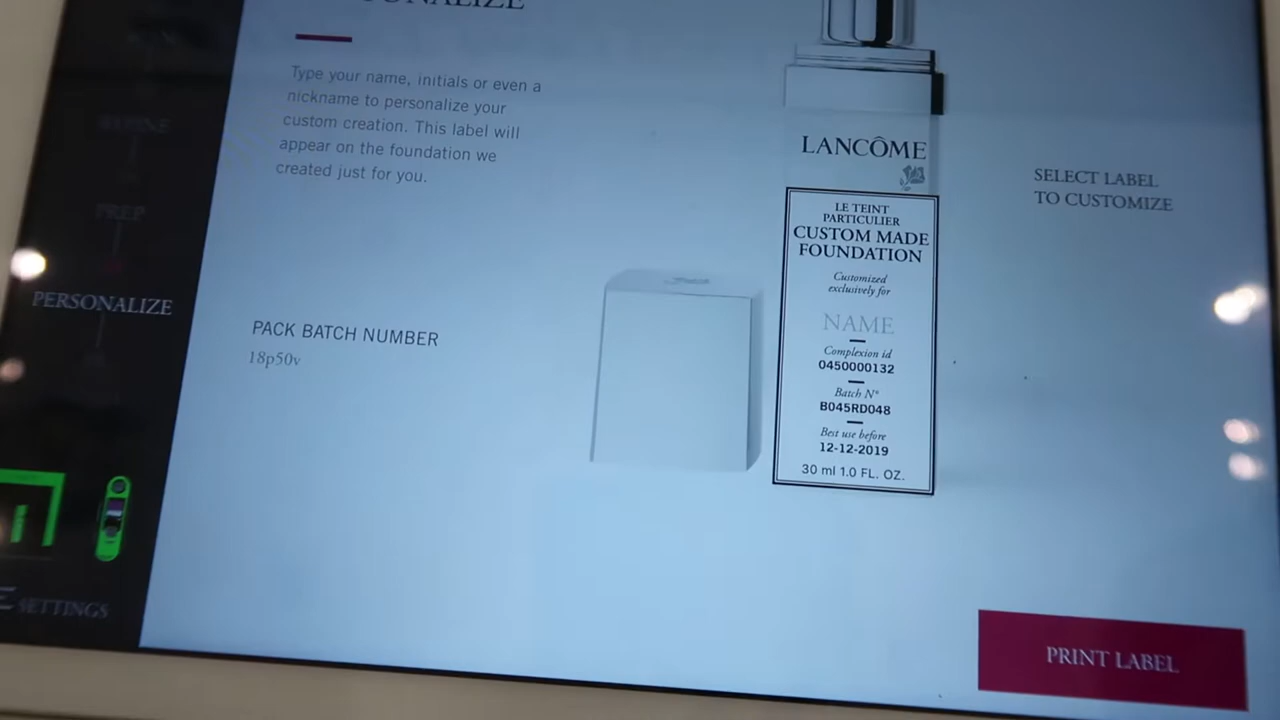 Type your name, initials or even a
nickname to personalize your
custom creation. This label will
appear on the foundation we
created just for you.
PREP
PERSONALIZE
PACK BATCH NUMBER
18p50v
SETTINGS
LANCÔME
LE TEINT
PARTICULIER
CUSTOM MADE
FOUNDATION
Customized
exclusively for
NAME
Complexion id
0450000132
Batch N°
B045RD048
Best use before
12-12-2019
30 ml 1.0 FL. OZ.
SELECT LABEL
TO CUSTOMIZE
PRINT LABEL